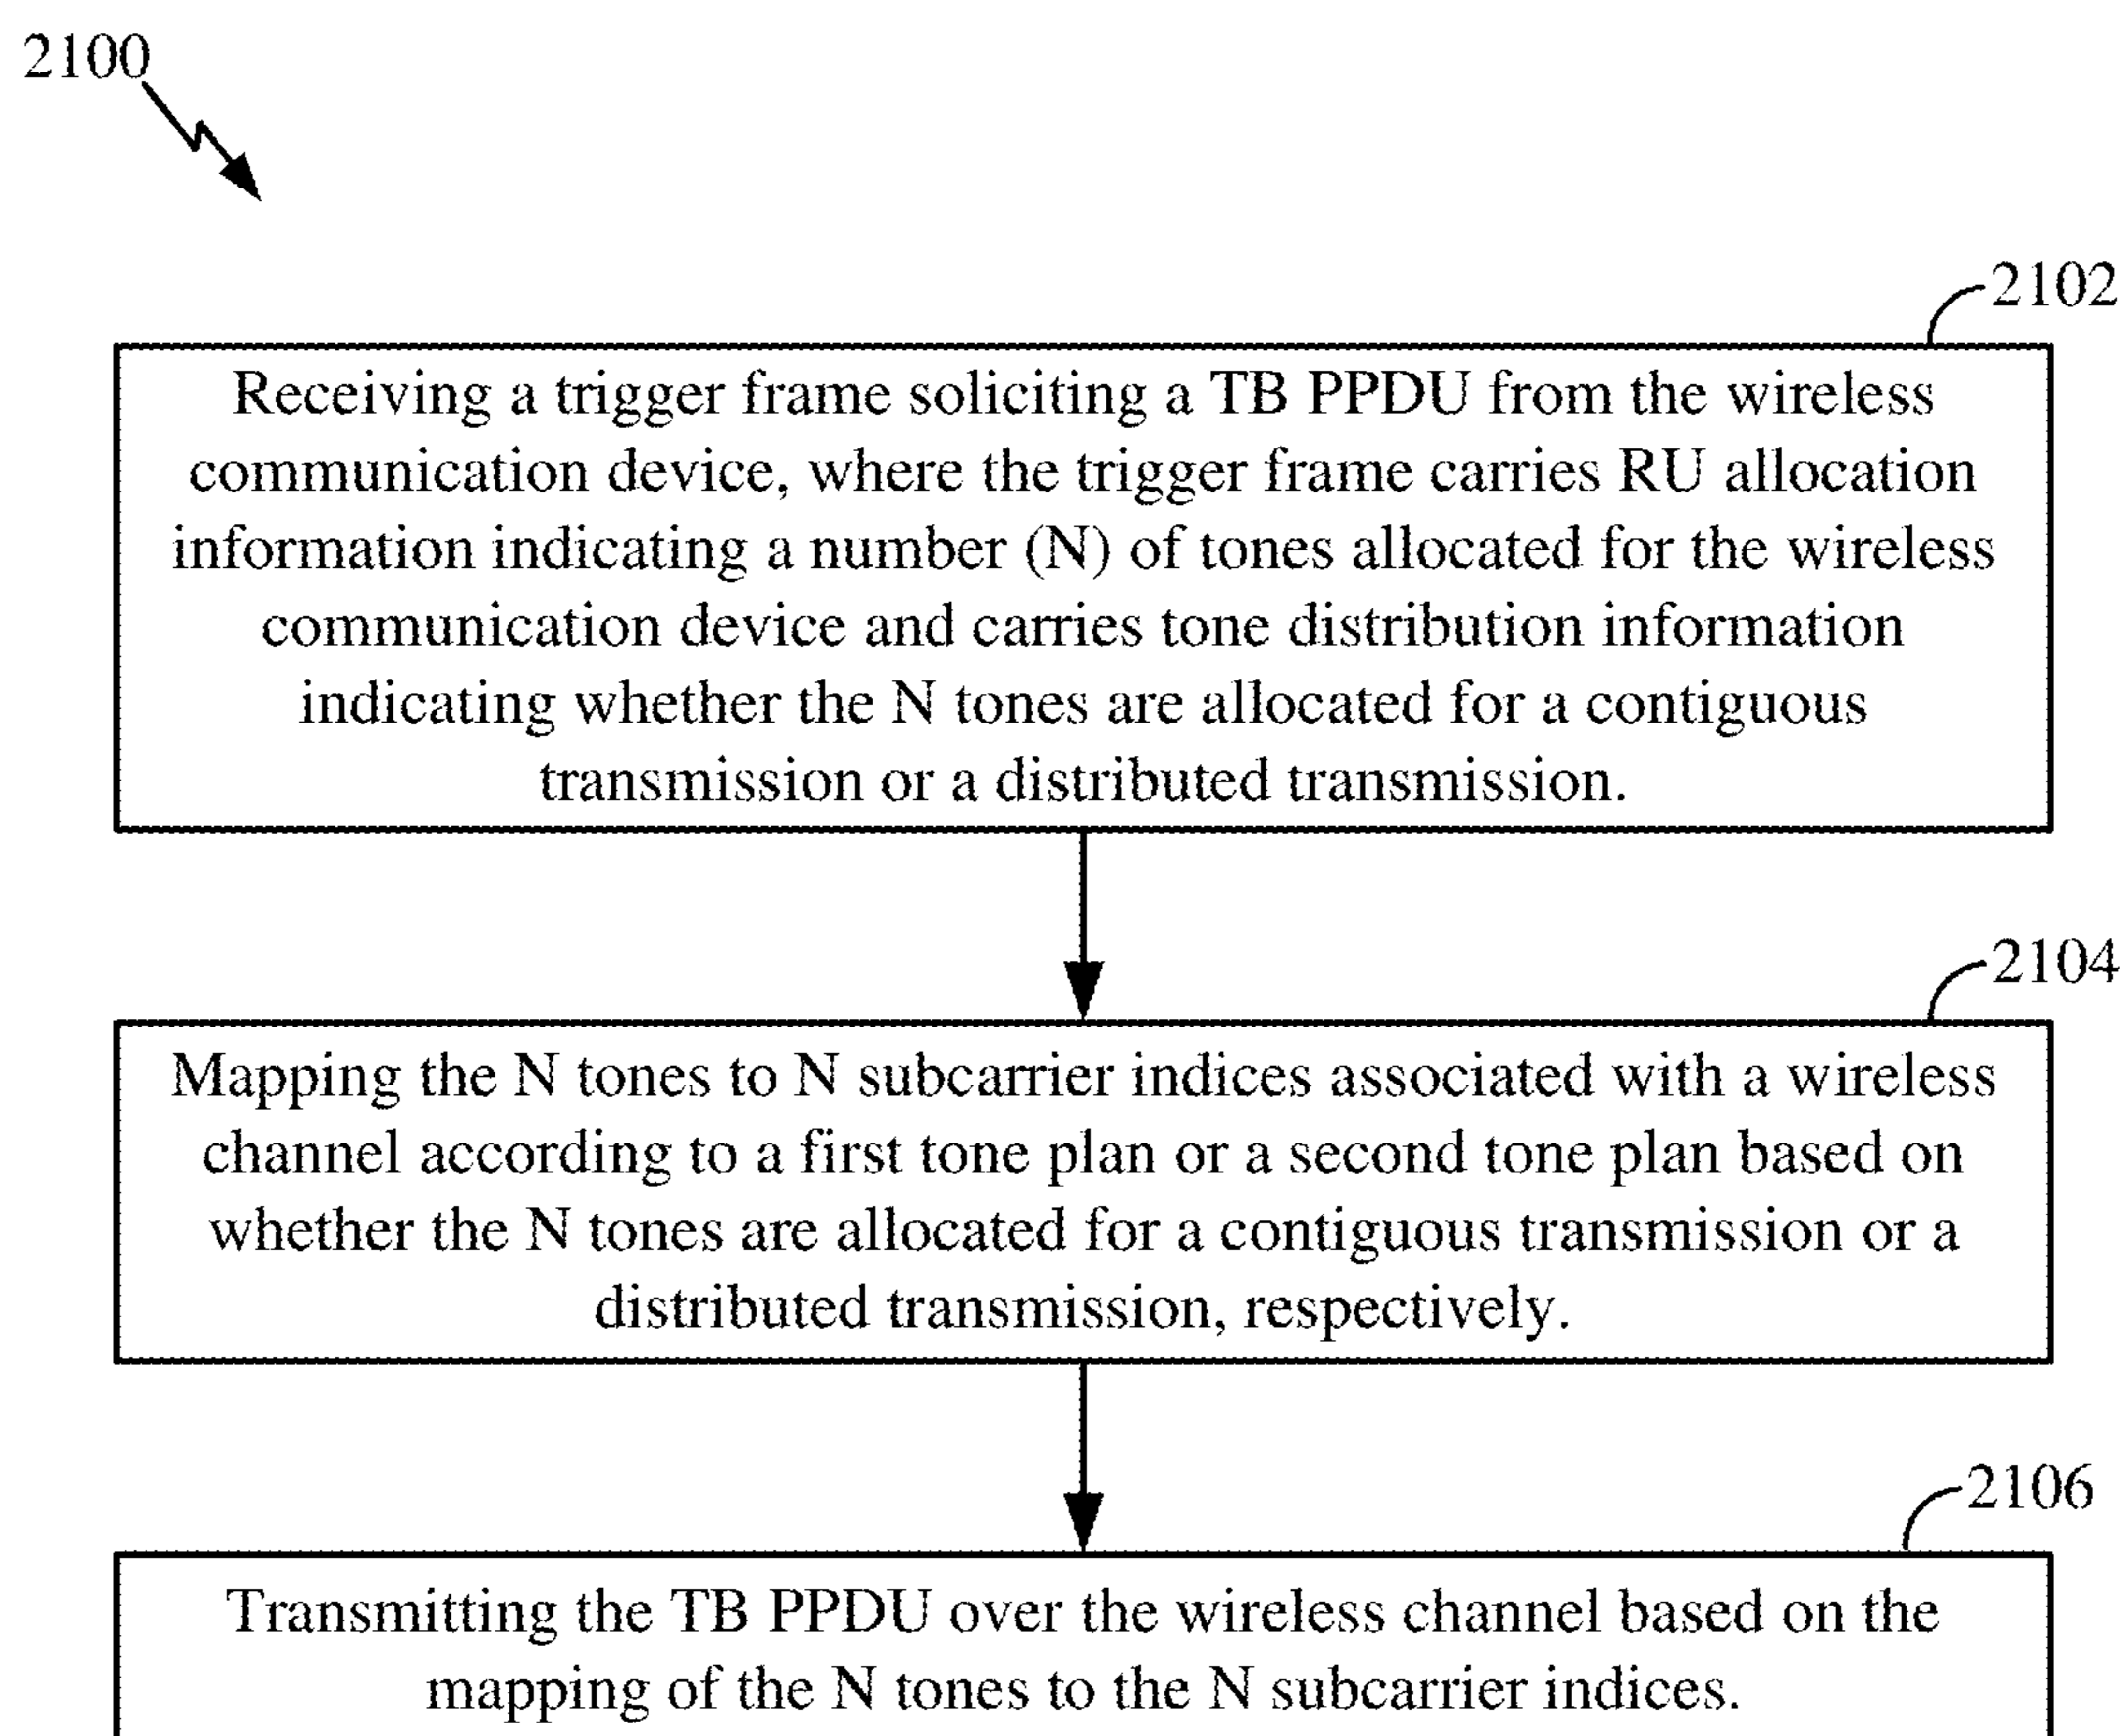 2100
2102
Receiving a trigger frame soliciting a TB PPDU from the wireless
communication device, where the trigger frame carries RU allocation
information indicating a number (N) of tones allocated for the wireless
communication device and carries tone distribution information
indicating whether the N tones are allocated for a contiguous
transmission or a distributed transmission.
2104
Mapping the N tones to N subcarrier indices associated with a wireless
channel according to a first tone plan or a second tone plan based on
whether the N tones are allocated for a contiguous transmission or a
distributed transmission, respectively.
2106
Transmitting the TB PPDU over the wireless channel based on the
mapping of the N tones to the N subcarrier indices.